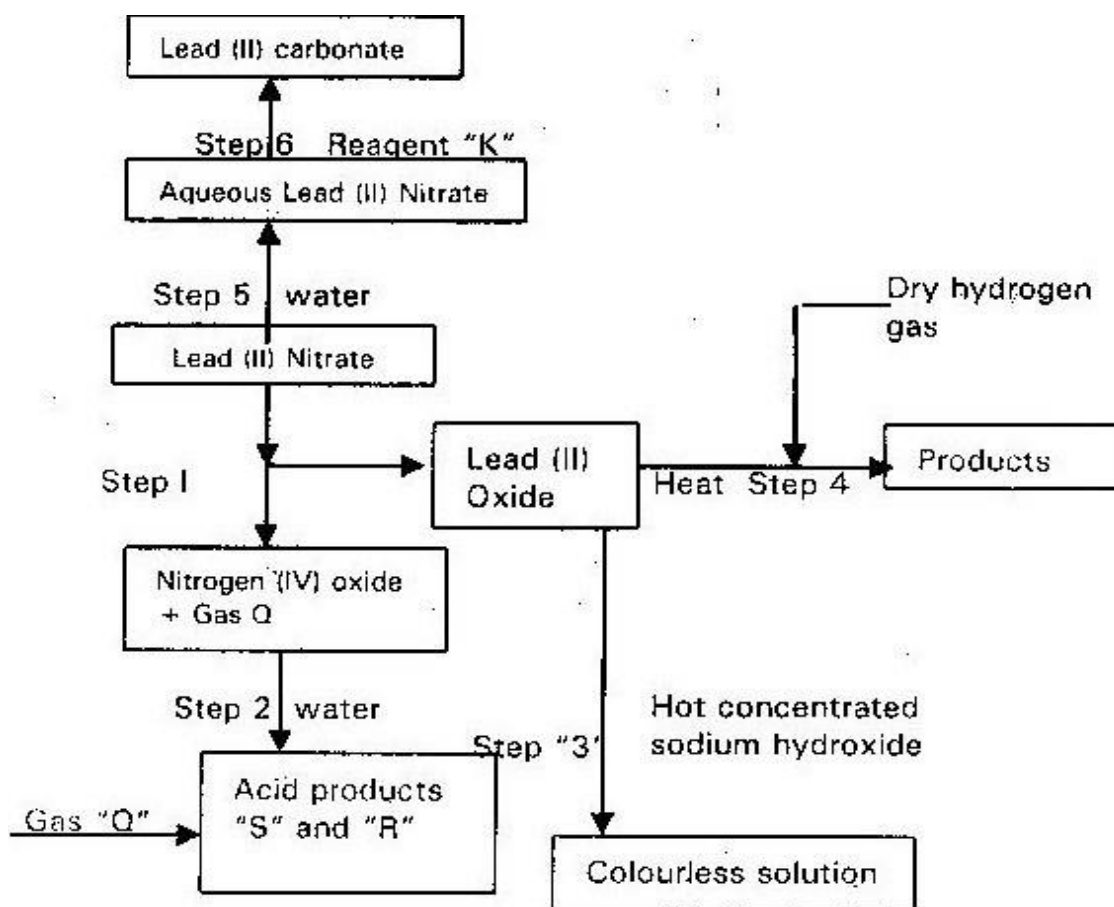 Lead (II) carbonate
Step 6 Reagent "K"
Aqueous Lead (II) Nitrate
Step 5 water
Dry hydrogen
gas
Lead (II) Nitrate
Step I
Lead (II)
Oxide
Heat Step 4
Products
Nitrogen (IV) oxide
+ Gas Q
Step 2 water
Step "3"
Hot concentrated
sodium hydroxide
Acid products
"S" and "R"
Gas "Q"
Colourless solution